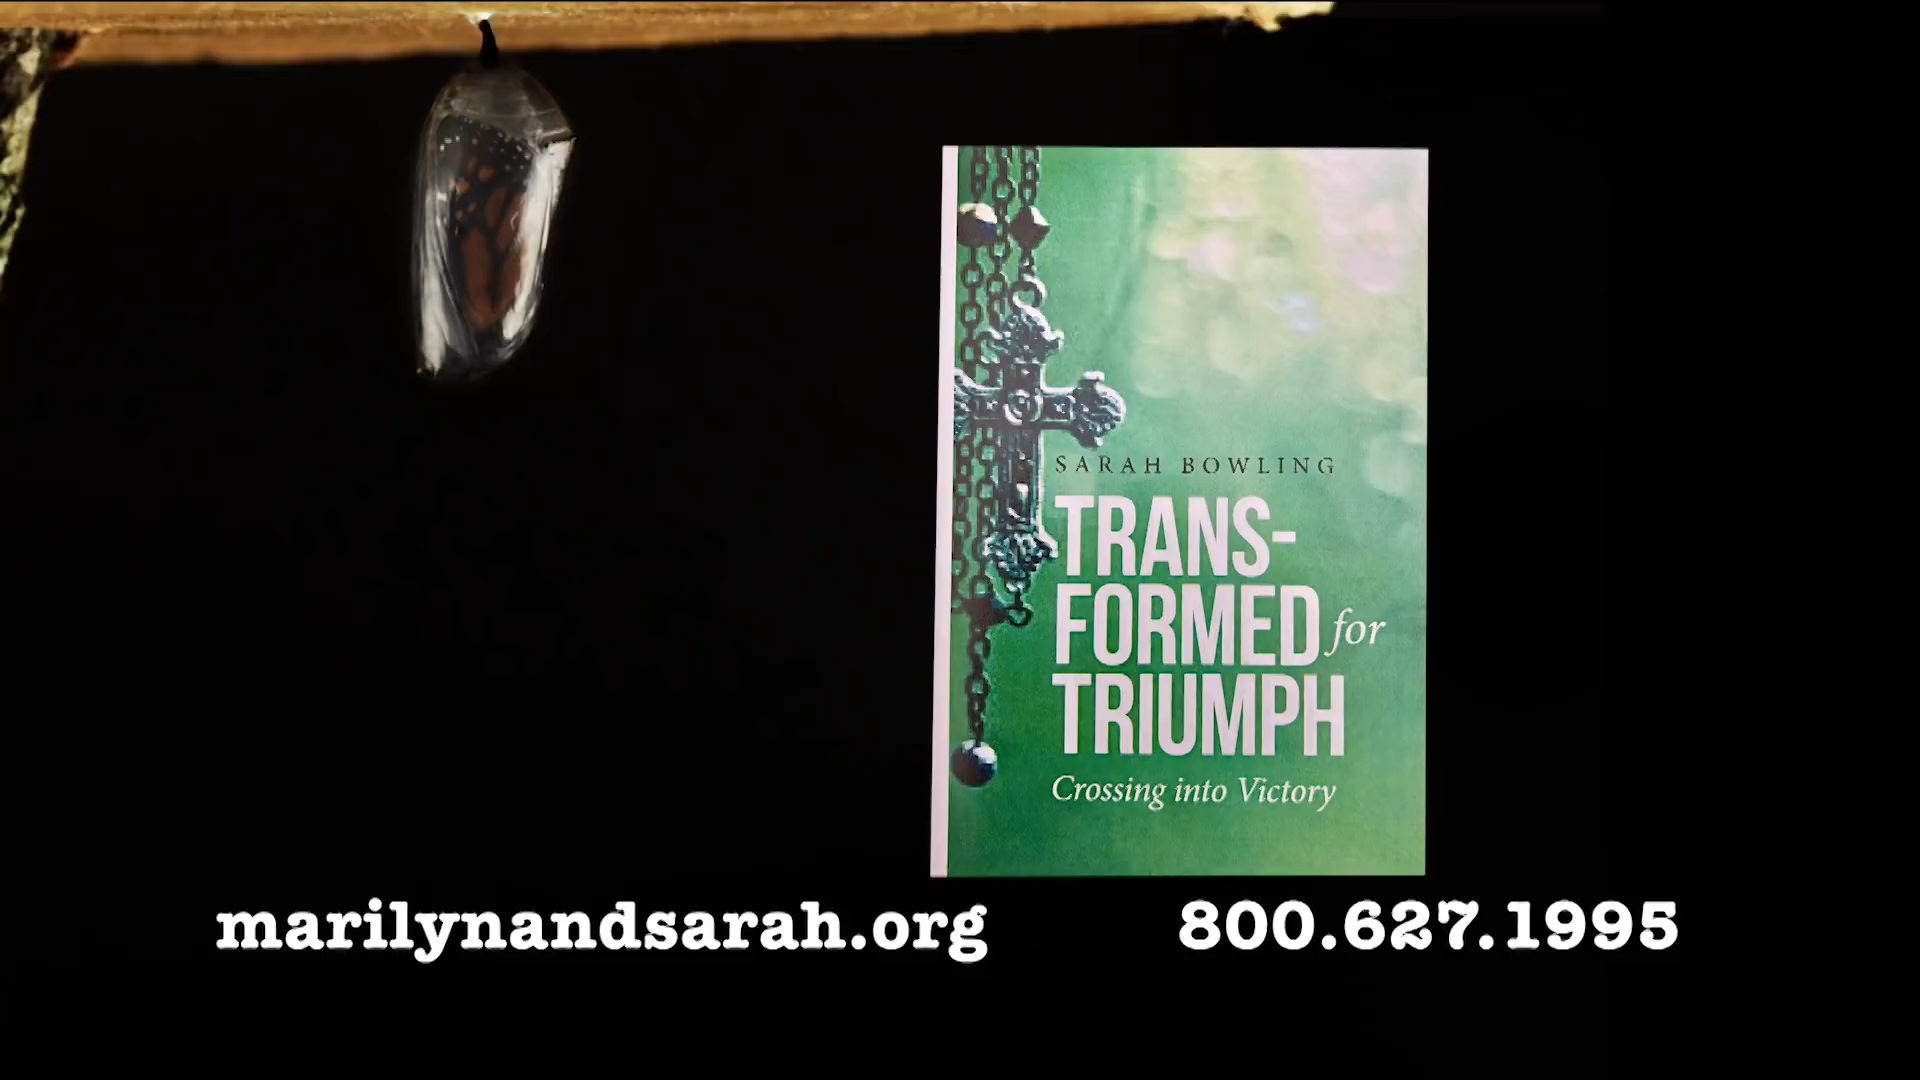 SARAH BOWLING
TRANS-
FORMED for
TRIUMPH
Crossing into Victory
marilynandsarah.org
800.627.1995